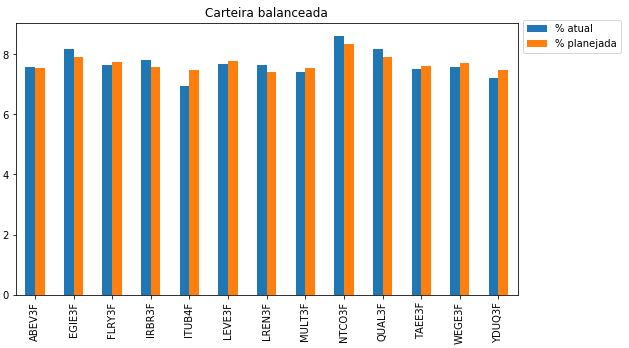 Carteira balanceada
% atual
% planejada
8
6
4
2
0
ABEV3F
EGIE3F
FLRY3F
IRBR3F
ITUB4F
LEVE3F
LREN3F
MULT3F
NTCO3F
QUAL3F
TAEE3F
WEGE3F
YDUQ3F